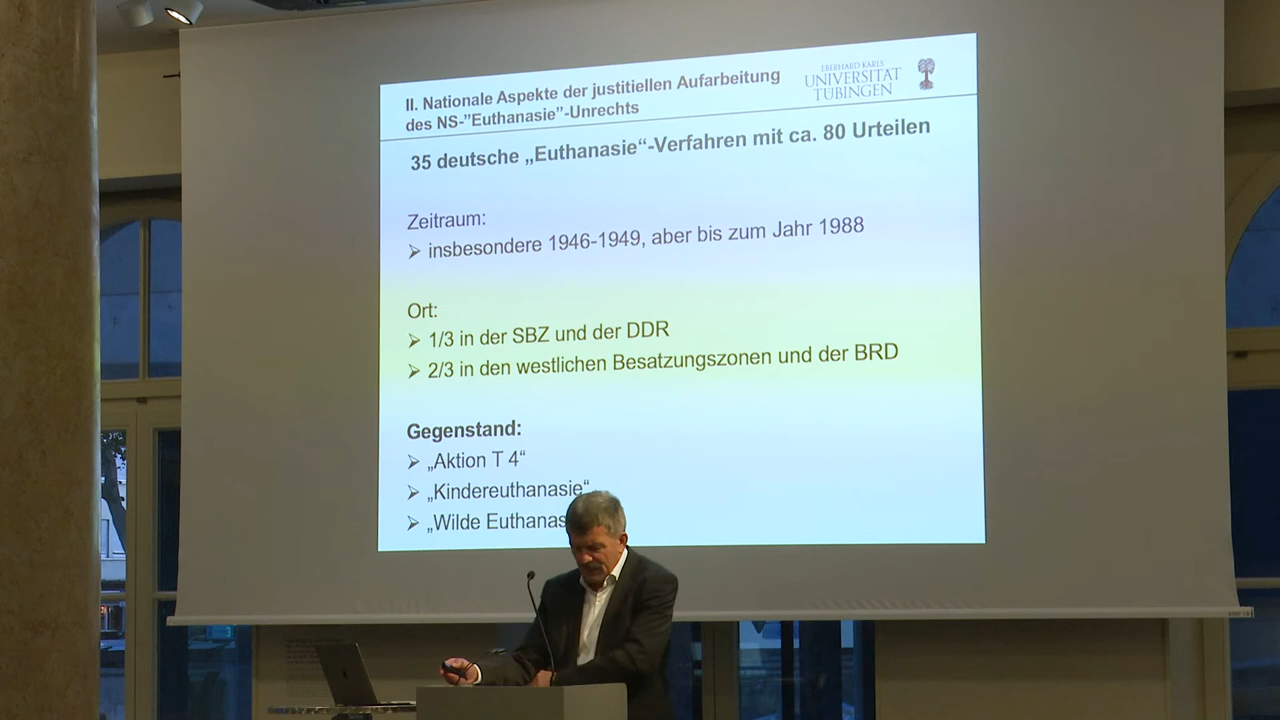 II. Nationale Aspekte der justitiellen Aufarbeitung
des NS-”Euthanasie”-Unrechts
EBERHARD KARLS
UNIVERSITÄT
TÜBINGEN
35 deutsche „Euthanasie“-Verfahren mit ca. 80 Urteilen
Zeitraum:
➢ insbesondere 1946-1949, aber bis zum Jahr 1988
Ort:
➢ 1/3 in der SBZ und der DDR
➢ 2/3 in den westlichen Besatzungszonen und der BRD
Gegenstand:
➢ „Aktion T 4“
➢ „Kindereuthanasie“
➢ „Wilde Euthanas